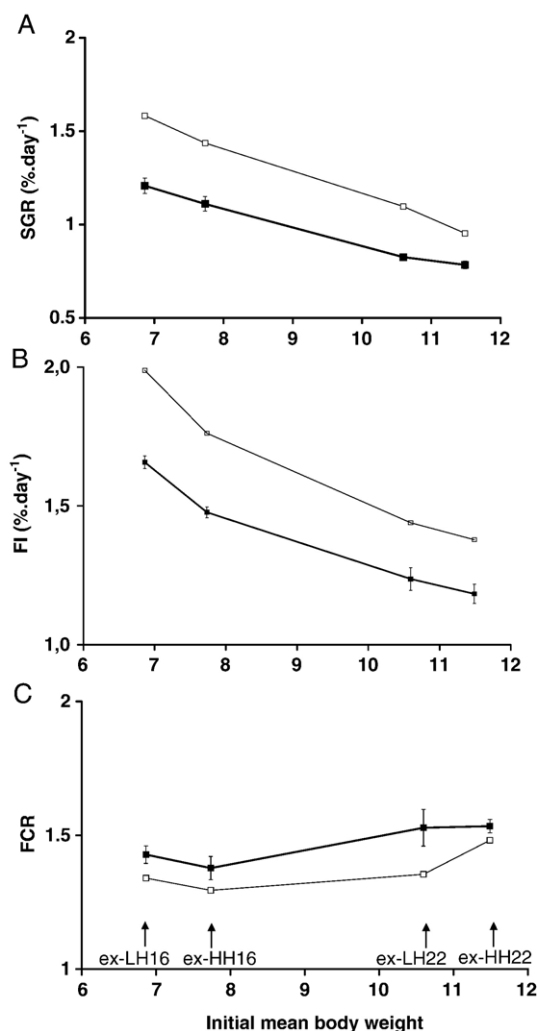 A
2
1.5
1
0.5
SGR (%.day-1)
6 7 8 9 10 11 12
B
2,0
1,5
1,0
FI (%.day-1)
6 7 8 9 10 11 12
C
2
1.5
1
FCR
ex-LH16 ex-HH16 ex-LH22 ex-HH22
6 7 8 9 10 11 12
Initial mean body weight